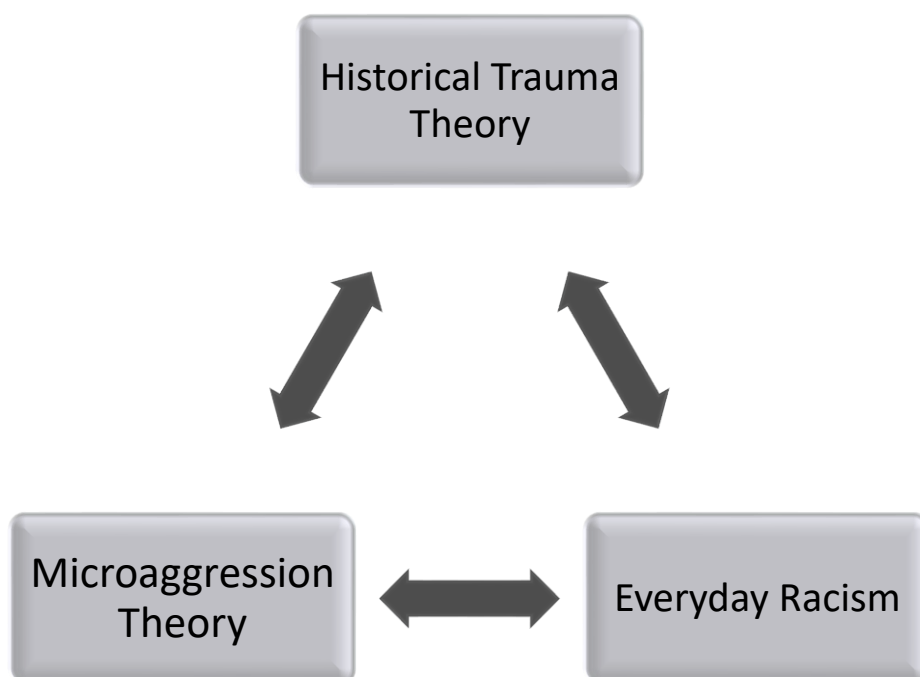 Historical Trauma
Theory
Microaggression
Theory
Everyday Racism